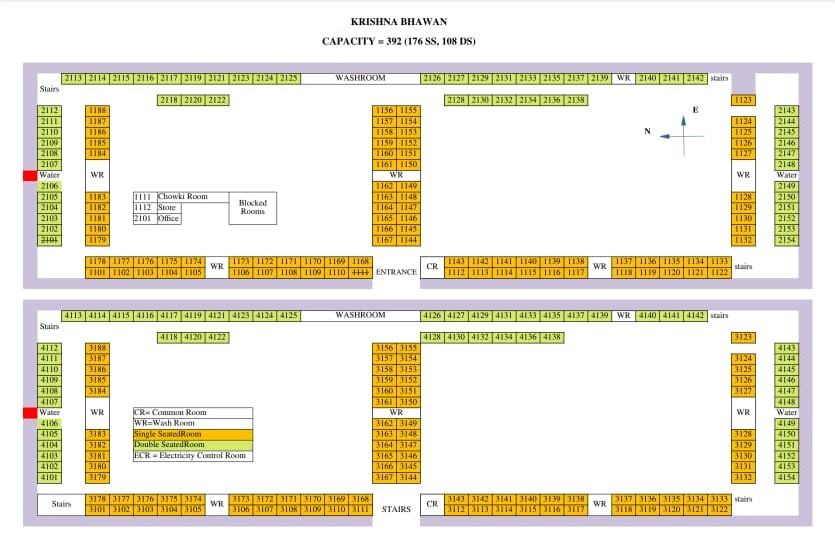 KRISHNA BHAWAN
CAPACITY = 392 (176 SS, 108 DS)
2113 2114 2115 2116 2117 2119 2121 2123 2124 2125 WASHROOM 2126 2127 2129 2131 2133 2135 2137 2139 WR 2140 2141 2142 stairs
Stairs
2118 2120 2122 2128 2130 2132 2134 2136 2138 1123
2112 1188 1156 1155 E 2143
2111 1187 1157 1154 1124 2144
2110 1186 1158 1153 N 1125 2145
2109 1185 1159 1152 1126 2146
2108 1184 1160 1151 1127 2147
2107 1161 1150 2148
Water WR WR WR Water
2106 1162 1149 2149
2105 1183 1111 Chowki Room 1163 1148 1128 2150
2104 1182 1112 Store Blocked Rooms 1164 1147 1129 2151
2103 1181 2101 Office 1165 1146 1130 2152
2102 1180 1166 1145 1131 2153
2101 1179 1167 1144 1132 2154
1178 1177 1176 1175 1174 WR 1173 1172 1171 1170 1169 1168 CR 1143 1142 1141 1140 1139 1138 WR 1137 1136 1135 1134 1133 stairs
1101 1102 1103 1104 1105 1106 1107 1108 1109 1110 1111 ENTRANCE 1112 1113 1114 1115 1116 1117 1118 1119 1120 1121 1122
4113 4114 4115 4116 4117 4119 4121 4123 4124 4125 WASHROOM 4126 4127 4129 4131 4133 4135 4137 4139 WR 4140 4141 4142 stairs
Stairs
4118 4120 4122 4128 4130 4132 4134 4136 4138 3123
4112 3188 3156 3155 4143
4111 3187 3157 3154 3124 4144
4110 3186 3158 3153 3125 4145
4109 3185 3159 3152 3126 4146
4108 3184 3160 3151 3127 4147
4107 3161 3150 4148
Water WR CR= Common Room WR WR Water
4106 WR=Wash Room 3162 3149 4149
4105 3183 Single SeatedRoom 3163 3148 3128 4150
4104 3182 Double SeatedRoom 3164 3147 3129 4151
4103 3181 ECR = Electricity Control Room 3165 3146 3130 4152
4102 3180 3166 3145 3131 4153
4101 3179 3167 3144 3132 4154
Stairs 3178 3177 3176 3175 3174 WR 3173 3172 3171 3170 3169 3168 CR 3143 3142 3141 3140 3139 3138 WR 3137 3136 3135 3134 3133 stairs
3101 3102 3103 3104 3105 3106 3107 3108 3109 3110 3111 STAIRS 3112 3113 3114 3115 3116 3117 3118 3119 3120 3121 3122